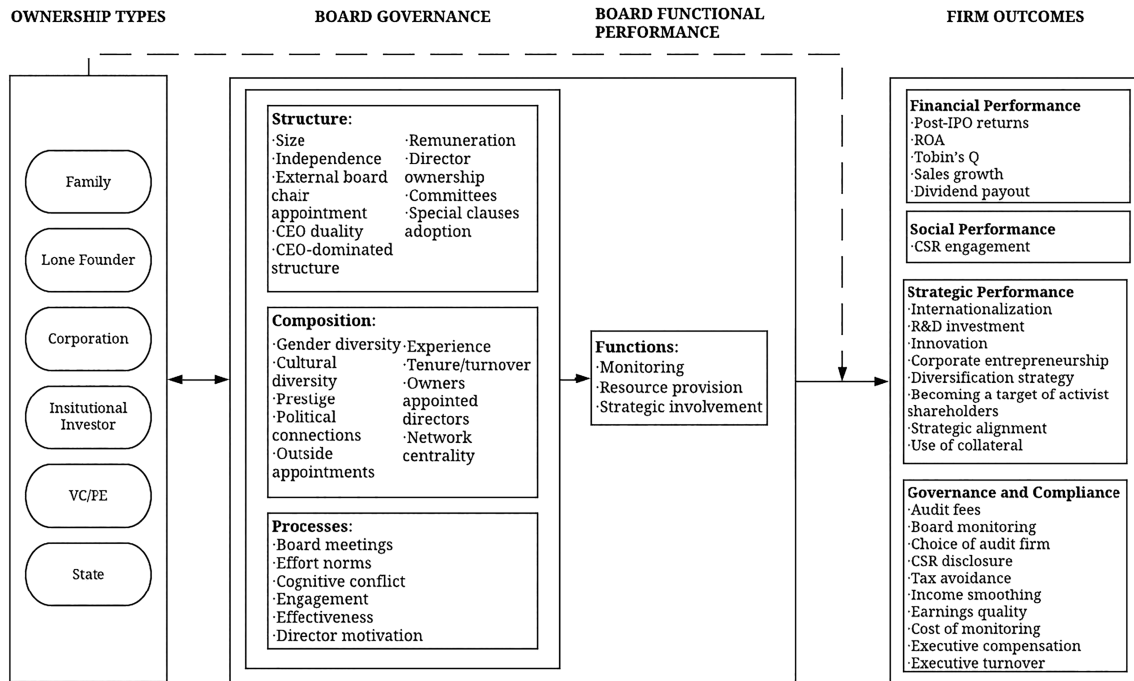 OWNERSHIP TYPES
BOARD GOVERNANCE
BOARD FUNCTIONAL
PERFORMANCE
FIRM OUTCOMES
Family
Lone Founder
Corporation
Insitutional
Investor
VC/PE
State
Structure:
·Size
·Independence
·External board
chair
appointment
·CEO duality
·CEO-dominated
structure
·Remuneration
·Director
ownership
·Committees
·Special clauses
adoption
Composition:
·Gender diversity
·Cultural
diversity
·Prestige
·Political
connections
·Outside
appointments
·Experience
·Tenure/turnover
·Owners
appointed
directors
·Network
centrality
Processes:
·Board meetings
·Effort norms
·Cognitive conflict
·Engagement
·Effectiveness
·Director motivation
Functions:
·Monitoring
·Resource provision
·Strategic involvement
Financial Performance
·Post-IPO returns
·ROA
·Tobin's Q
·Sales growth
·Dividend payout
Social Performance
·CSR engagement
Strategic Performance
·Internationalization
·R&D investment
·Innovation
·Corporate entrepreneurship
·Diversification strategy
·Becoming a target of activist
shareholders
·Strategic alignment
·Use of collateral
Governance and Compliance
·Audit fees
·Board monitoring
·Choice of audit firm
·CSR disclosure
·Tax avoidance
·Income smoothing
·Earnings quality
·Cost of monitoring
·Executive compensation
·Executive turnover